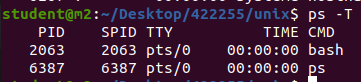 student@m2:~/Desktop/422255/unix$ ps -T
PID SPID TTY TIME CMD
2063 2063 pts/0 00:00:00 bash
6387 6387 pts/0 00:00:00 ps